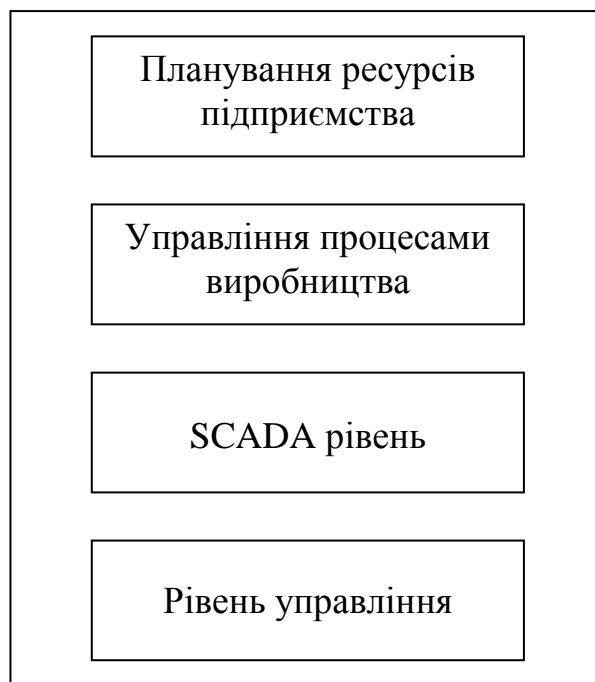 Планування ресурсів
підприємства
Управління процесами
виробництва
SCADA рівень
Рівень управління